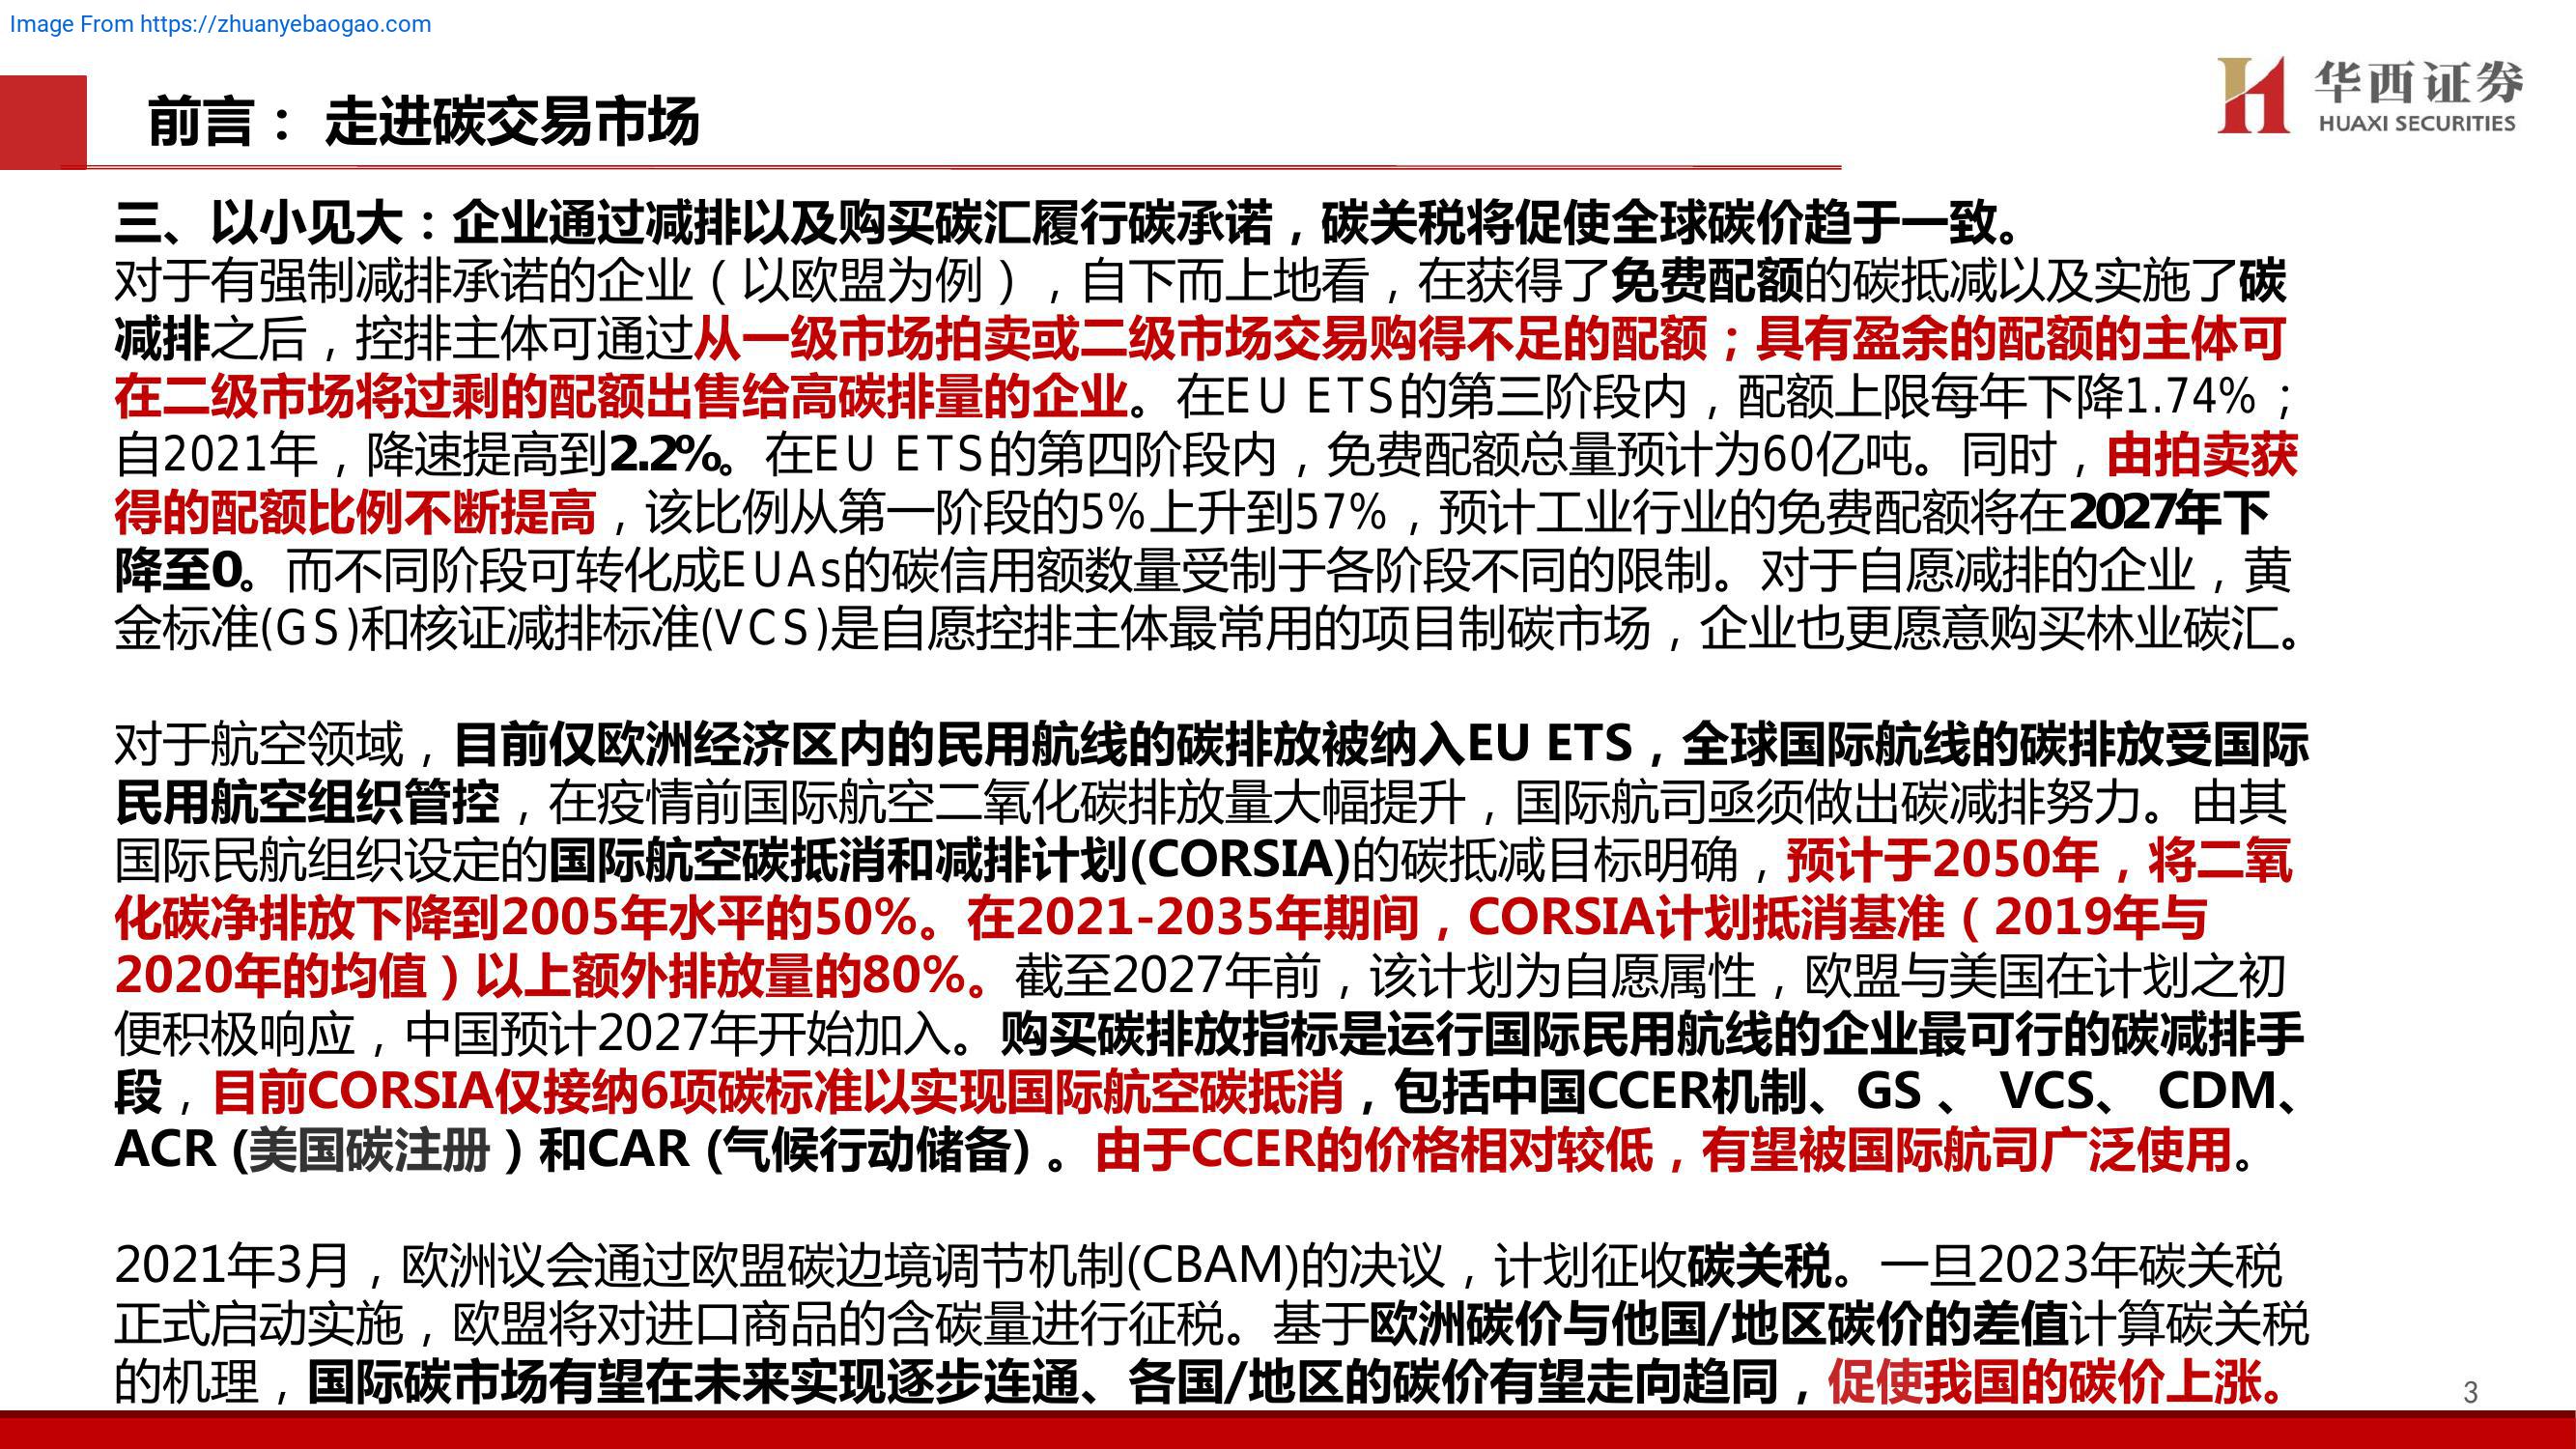 Image From https://zhuanyebaogao.com
华西证券
HUAXI SECURITIES
前言： 走进碳交易市场
三、以小见大：企业通过减排以及购买碳汇履行碳承诺，碳关税将促使全球碳价趋于一致。
对于有强制减排承诺的企业（以欧盟为例），自下而上地看，在获得了免费配额的碳抵减以及实施了碳
减排之后，控排主体可通过从一级市场拍卖或二级市场交易购得不足的配额；具有盈余的配额的主体可
在二级市场将过剩的配额出售给高碳排量的企业。在EU ETS的第三阶段内，配额上限每年下降1.74%；
自2021年，降速提高到2.2%。在EU ETS的第四阶段内，免费配额总量预计为60亿吨。同时，由拍卖获
得的配额比例不断提高，该比例从第一阶段的5%上升到57%，预计工业行业的免费配额将在2027年下
降至0。而不同阶段可转化成EUAs的碳信用额数量受制于各阶段不同的限制。对于自愿减排的企业，黄
金标准(GS)和核证减排标准(VCS)是自愿控排主体最常用的项目制碳市场，企业也更愿意购买林业碳汇。
对于航空领域，目前仅欧洲经济区内的民用航线的碳排放被纳入EU ETS，全球国际航线的碳排放受国际
民用航空组织管控，在疫情前国际航空二氧化碳排放量大幅提升，国际航司亟须做出碳减排努力。由其
国际民航组织设定的国际航空碳抵消和减排计划(CORSIA)的碳抵减目标明确，预计于2050年，将二氧
化碳净排放下降到2005年水平的50%。在2021-2035年期间，CORSIA计划抵消基准（2019年与
2020年的均值）以上额外排放量的80%。截至2027年前，该计划为自愿属性，欧盟与美国在计划之初
便积极响应，中国预计2027年开始加入。购买碳排放指标是运行国际民用航线的企业最可行的碳减排手
段，目前CORSIA仅接纳6项碳标准以实现国际航空碳抵消，包括中国CCER机制、GS 、 VCS、 CDM、
ACR (美国碳注册）和CAR (气候行动储备) 。由于CCER的价格相对较低，有望被国际航司广泛使用。
2021年3月，欧洲议会通过欧盟碳边境调节机制(CBAM)的决议，计划征收碳关税。一旦2023年碳关税
正式启动实施，欧盟将对进口商品的含碳量进行征税。基于欧洲碳价与他国/地区碳价的差值计算碳关税
的机理，国际碳市场有望在未来实现逐步连通、各国/地区的碳价有望走向趋同，促使我国的碳价上涨。
3